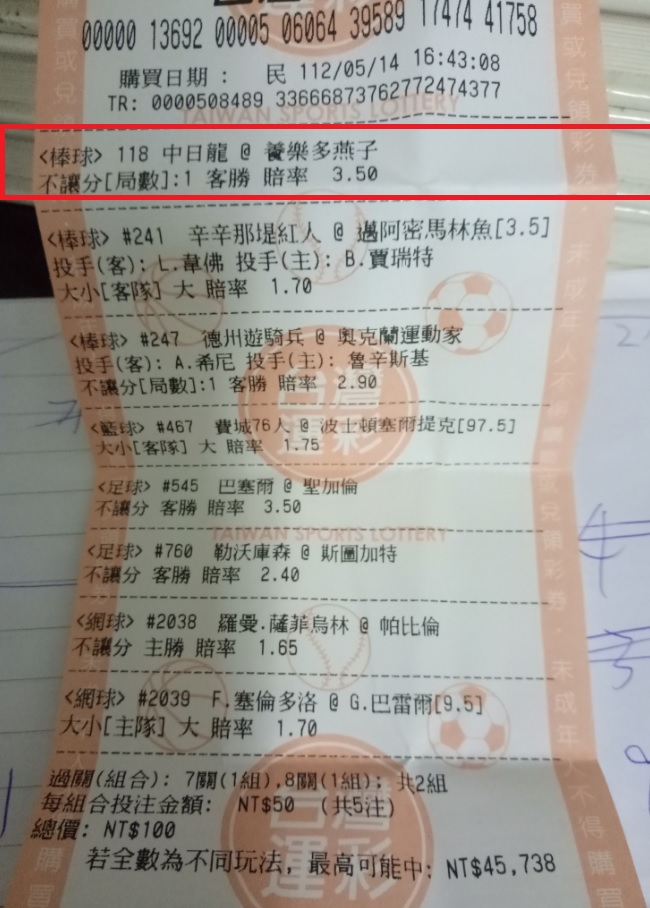 00000 13692 00005 06064 39589 17474 41758
購買日期： 民 112/05/14 16:43:08
TR: 0000508489 33666873762772474377
TAIWAN SPORTS LOTTERY
<棒球> 118 中日龍 @ 養樂多燕子
不讓分[局數]:1 客勝 賠率 3.50
<棒球> #241 辛辛那堤紅人 @ 邁阿密馬林魚[3.5]
投手(客): L.韋佛 投手(主): B.賈瑞特
大小[客隊] 大 賠率 1.70
<棒球> #247 德州遊騎兵 @ 奧克蘭運動家
投手(客): A.希尼 投手(主): 魯辛斯基
不讓分[局數]:1 客勝 賠率 2.90
<籃球> #467 費城76人 @ 波士頓塞爾提克[97.5]
大小[客隊] 大 賠率 1.75
<足球> #545 巴塞爾 @ 聖加倫
不讓分 客勝 賠率 3.50
TAIWAN SPORTS LOTTERY
<足球> #760 勒沃庫森 @ 斯圖加特
不讓分 客勝 賠率 2.40
<網球> #2038 羅曼.薩菲烏林 @ 帕比倫
不讓分 主勝 賠率 1.65
<網球> #2039 F.塞倫多洛 @ G.巴雷爾[9.5]
大小[主隊] 大 賠率 1.70
過關(組合): 7關(1組),8關(1組); 共2組
每組合投注金額: NT$50 (共5注)
總價: NT$100
若全數為不同玩法，最高可能中: NT$45,738
台灣運彩
台灣運彩